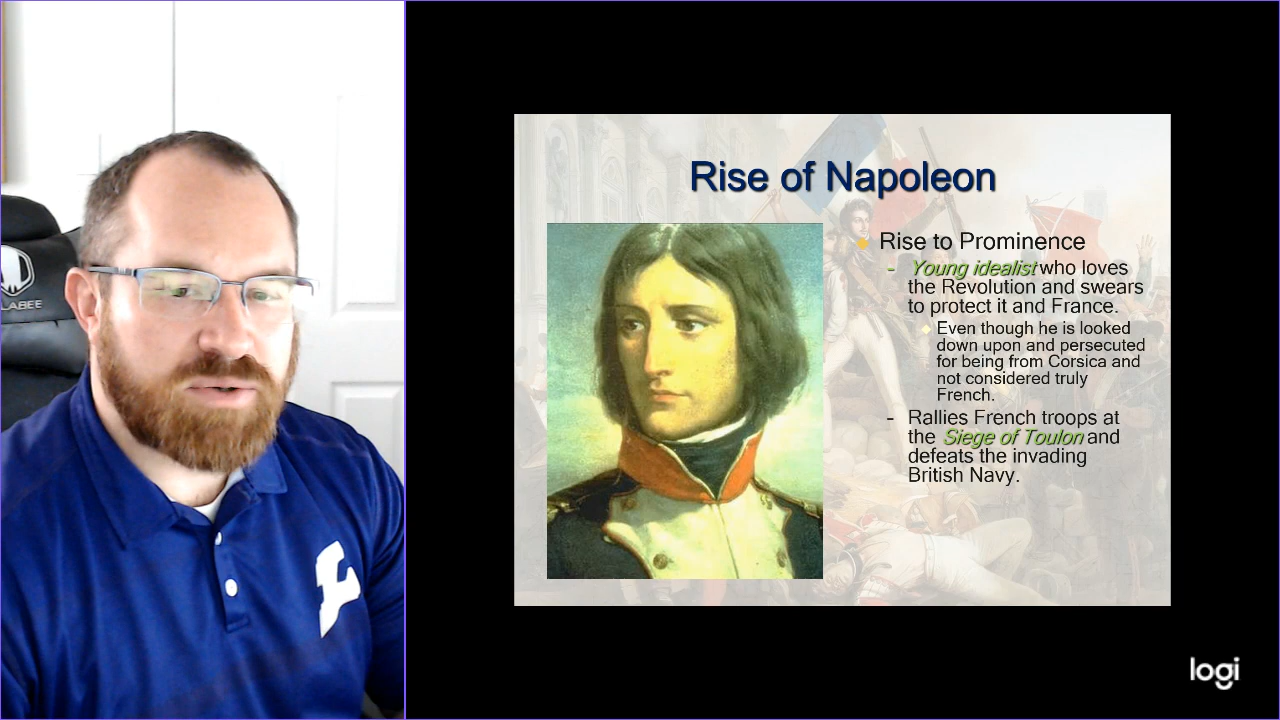 LABEE
L
Rise of Napoleon
Rise to Prominence
- Young idealist who loves
the Revolution and swears
to protect it and France.
Even though he is looked
down upon and persecuted
for being from Corsica and
not considered truly
French.
- Rallies French troops at
the Siege of Toulon and
defeats the invading
British Navy.
logi